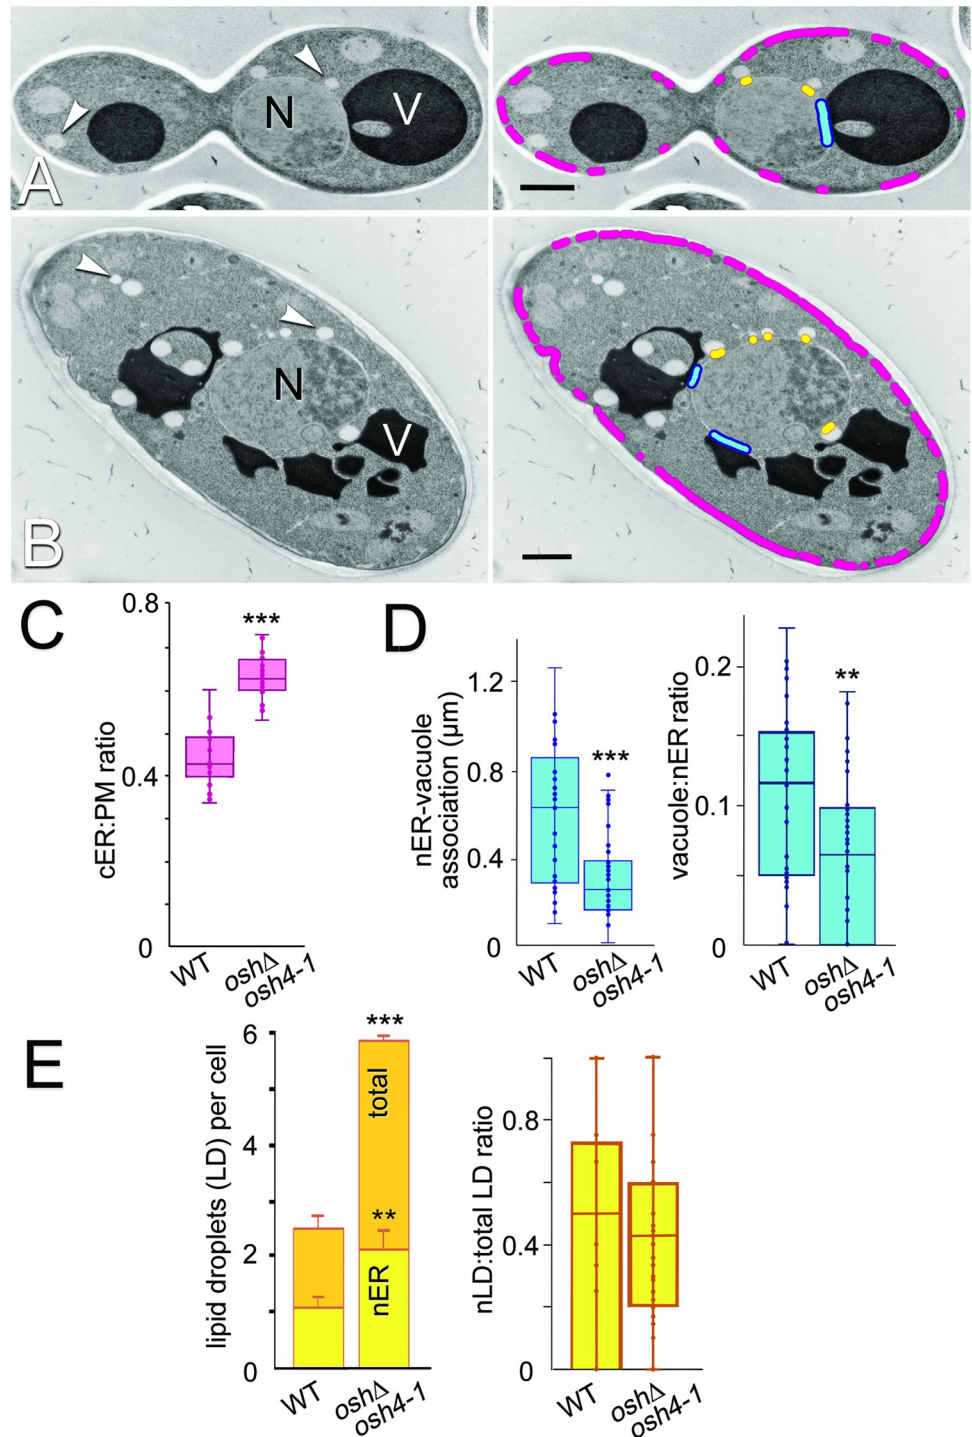 N
V
A
N
V
B
C
0.8
***
cER:PM ratio
0.4
0
WT
oshΔ
osh4-1
D
nER-vacuole
association (μm)
1.2
0.8
***
0.4
0
WT
oshΔ
osh4-1
vacuole:nER ratio
0.2
**
0.1
0
WT
oshΔ
osh4-1
E
lipid droplets (LD) per cell
6
***
total
4
**
2
nER
0
WT
oshΔ
osh4-1
nLD:total LD ratio
0.8
0.4
0
WT
oshΔ
osh4-1